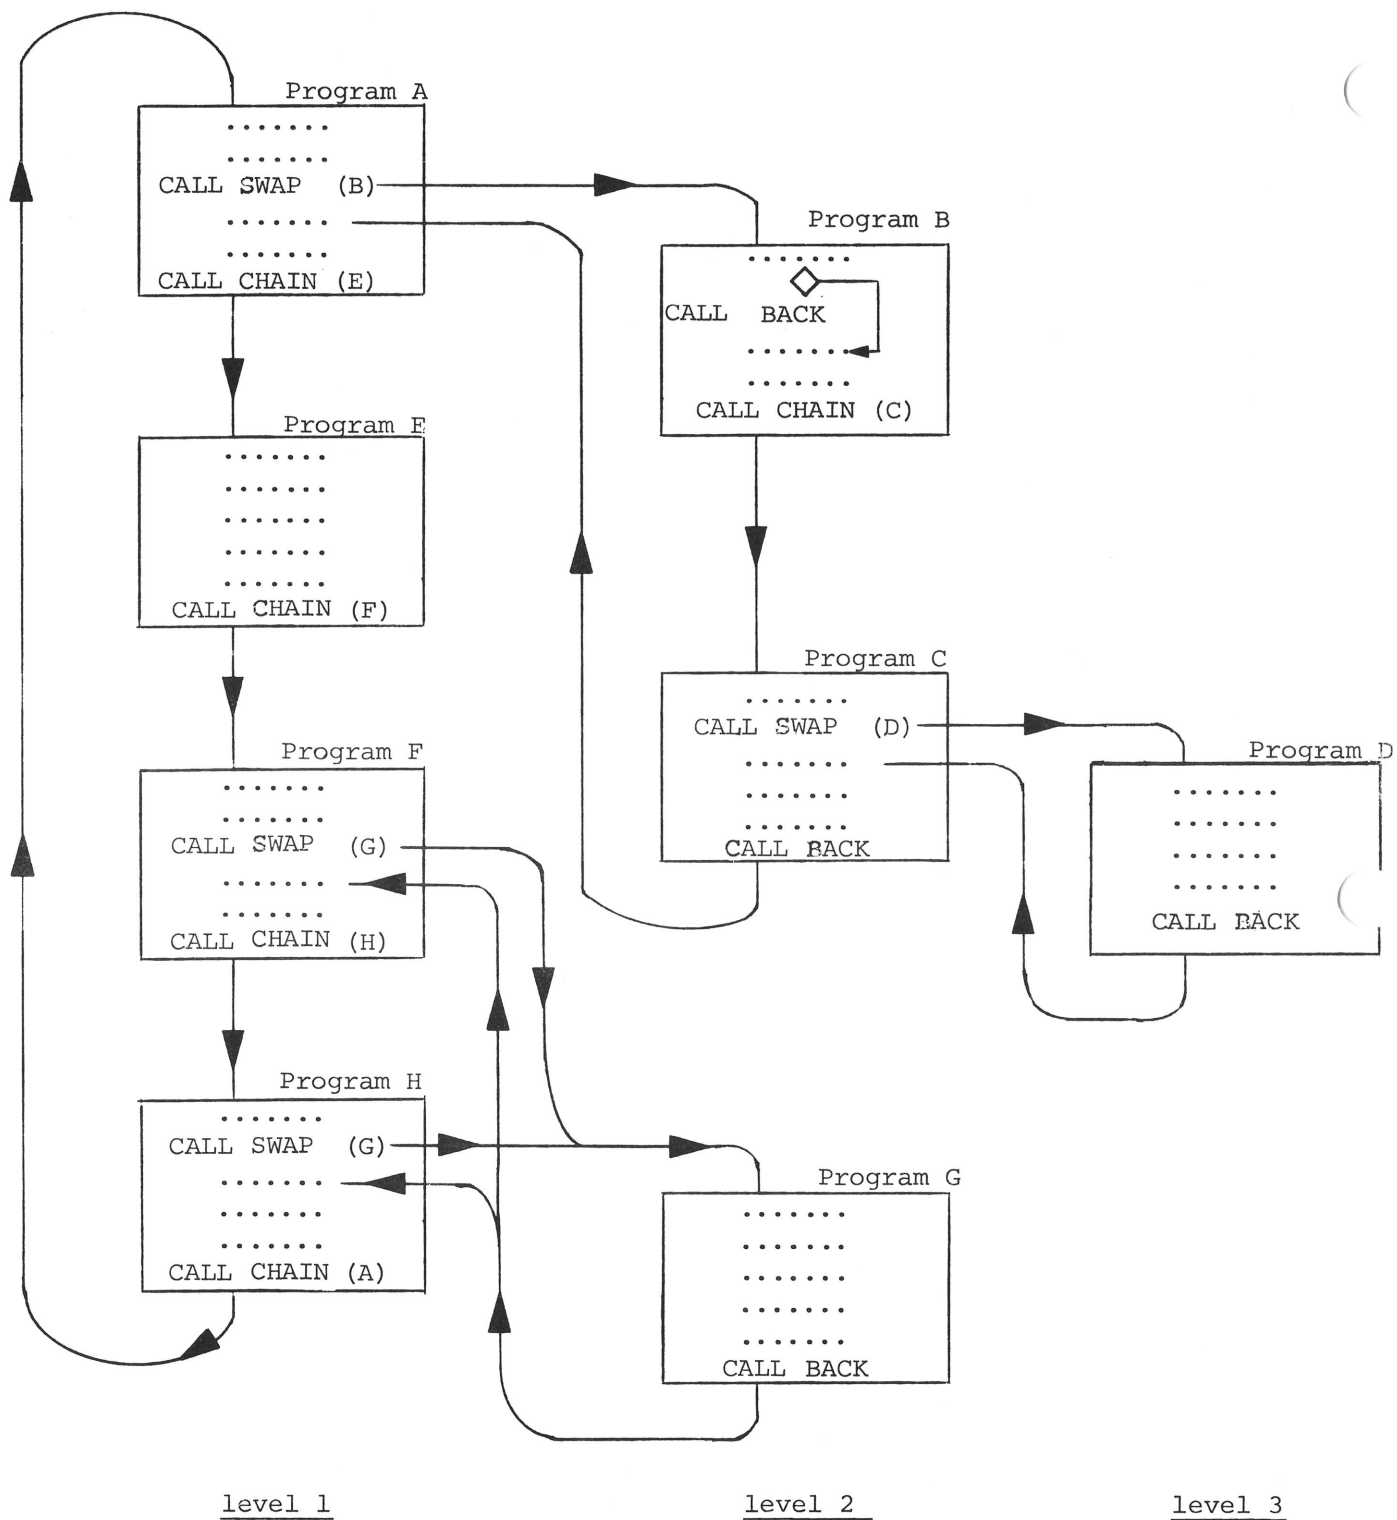 Program A
CALL SWAP (B)
CALL CHAIN (E)
Program B
CALL BACK
CALL CHAIN (C)
Program E
CALL CHAIN (F)
Program C
CALL SWAP (D)
CALL BACK
Program D
CALL BACK
Program F
CALL SWAP (G)
CALL CHAIN (H)
Program H
CALL SWAP (G)
CALL CHAIN (A)
Program G
CALL BACK
level 1
level 2
level 3